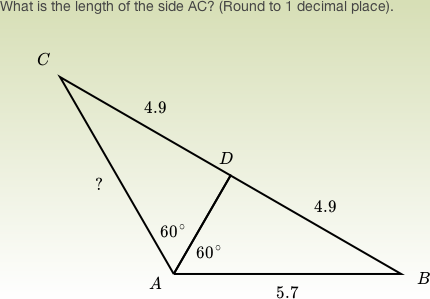 What is the length of the side AC? (Round to 1 decimal place).
C
4.9
D
?
4.9
60°
60°
A
B
5.7